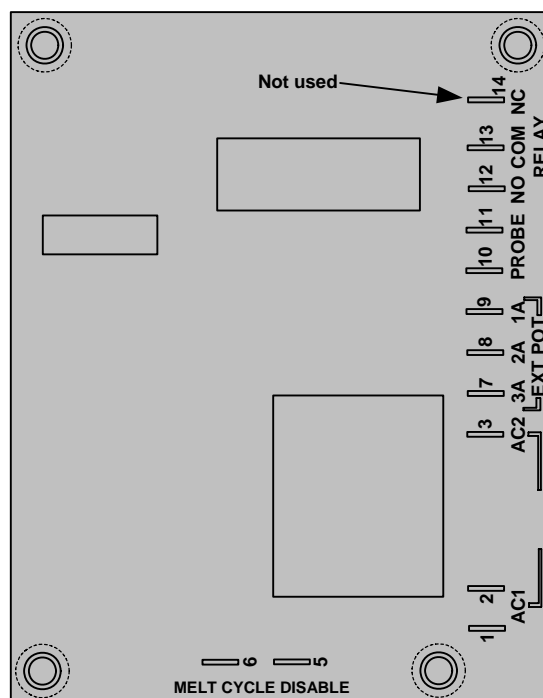 Not used
14 NC
13 COM
12 NO
RELAY
11
10
PROBE
9 1A
8 2A
7 3A
EXT POT
3 AC2
2
1
AC1
6 5
MELT CYCLE DISABLE